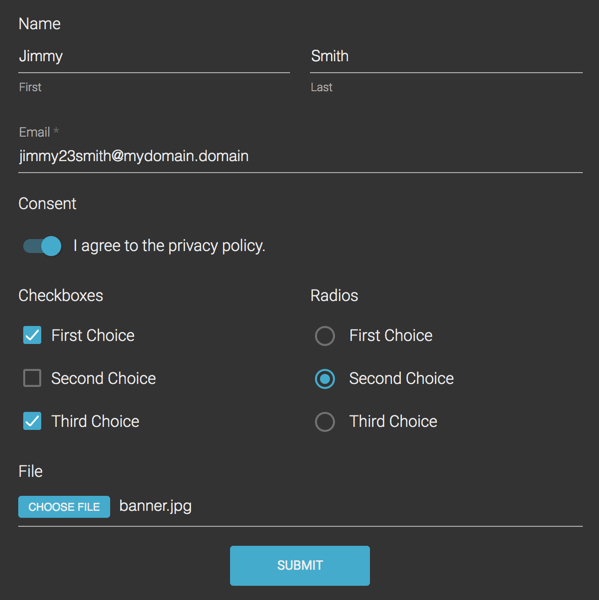 Name
Jimmy Smith
First Last
Email *
jimmy23smith@mydomain.domain
Consent
I agree to the privacy policy.
Checkboxes Radios
First Choice First Choice
Second Choice Second Choice
Third Choice Third Choice
File
CHOOSE FILE banner.jpg
SUBMIT